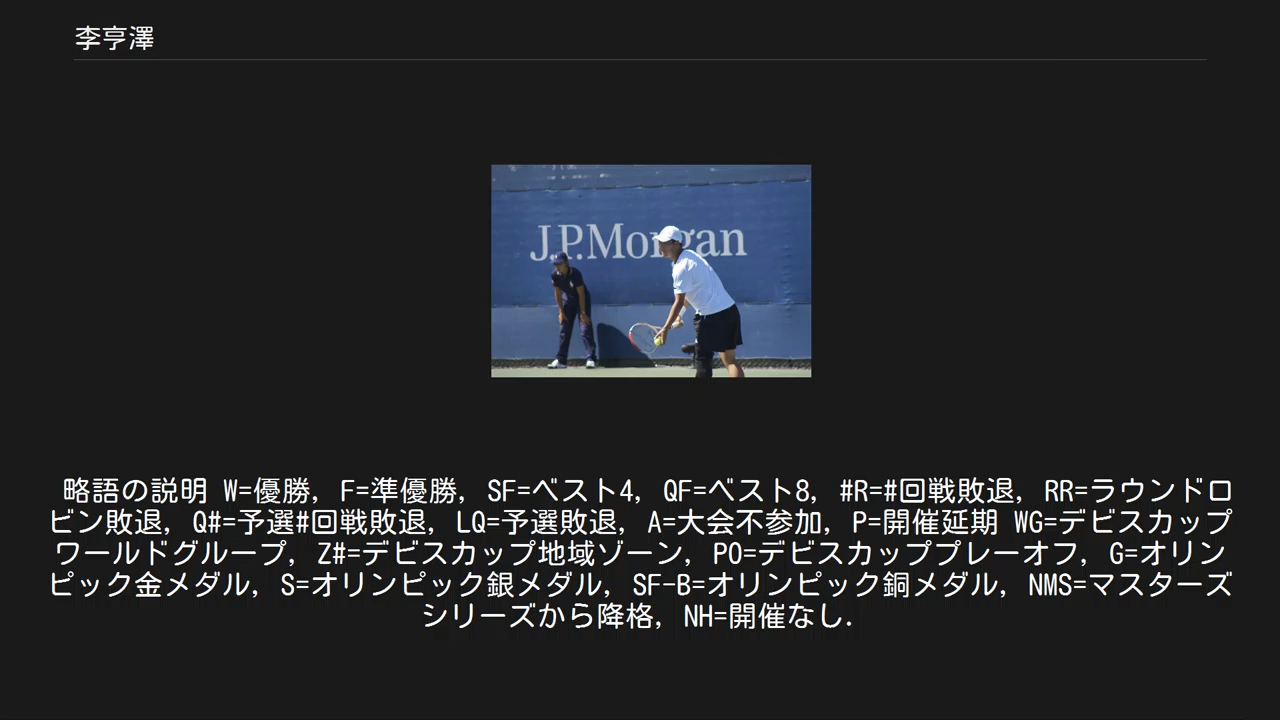 李亨澤
J.P.Morgan
略語の説明 W=優勝, F=準優勝, SF=ベスト4, QF=ベスト8, #R=#回戦敗退, RR=ラウンドロ
ビン敗退, Q#=予選#回戦敗退, LQ=予選敗退, A=大会不参加, P=開催延期 WG=デビスカップ
ワールドグループ, Z#=デビスカップ地域ゾーン, PO=デビスカッププレーオフ, G=オリン
ピック金メダル, S=オリンピック銀メダル, SF-B=オリンピック銅メダル, NMS=マスターズ
シリーズから降格, NH=開催なし.